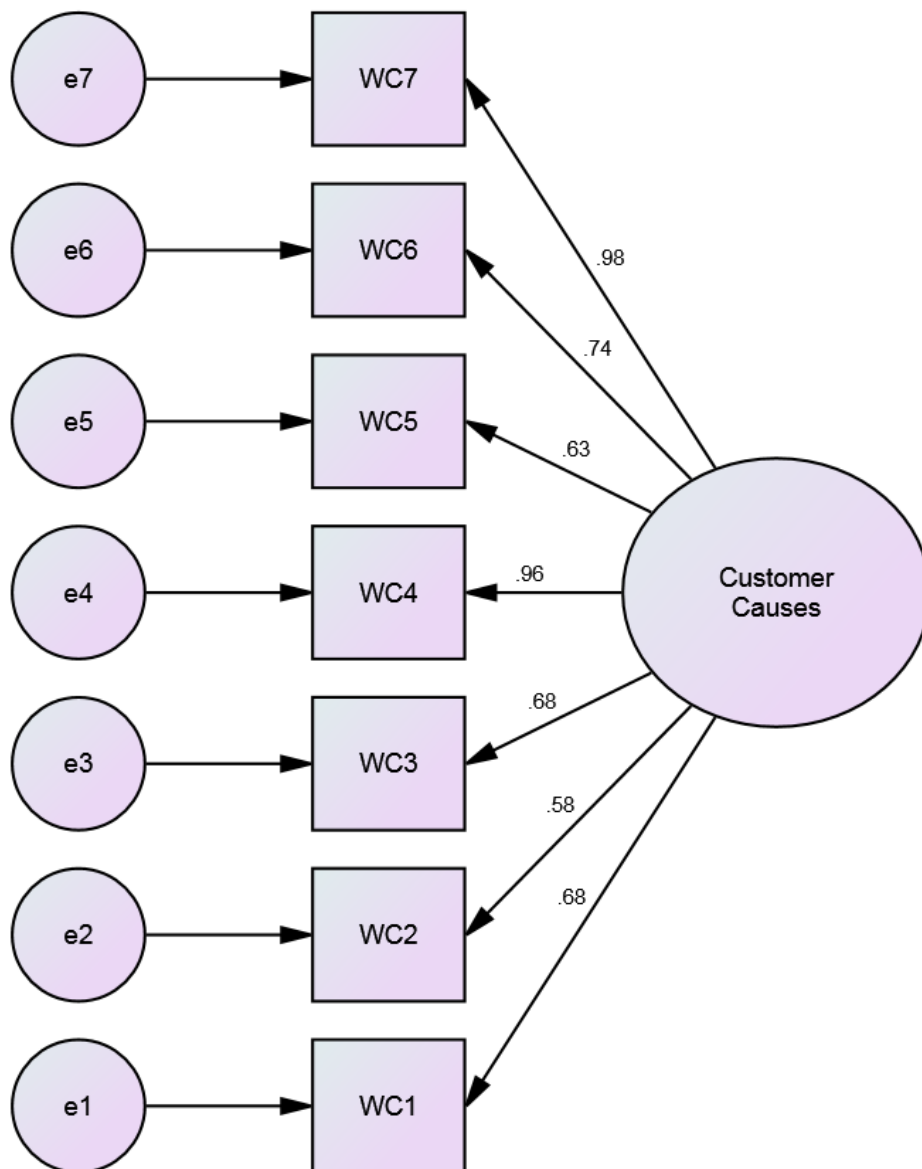 e7
WC7
.98
e6
WC6
.74
e5
WC5
.63
e4
WC4
.96
Customer
Causes
e3
WC3
.68
e2
WC2
.58
e1
WC1
.68